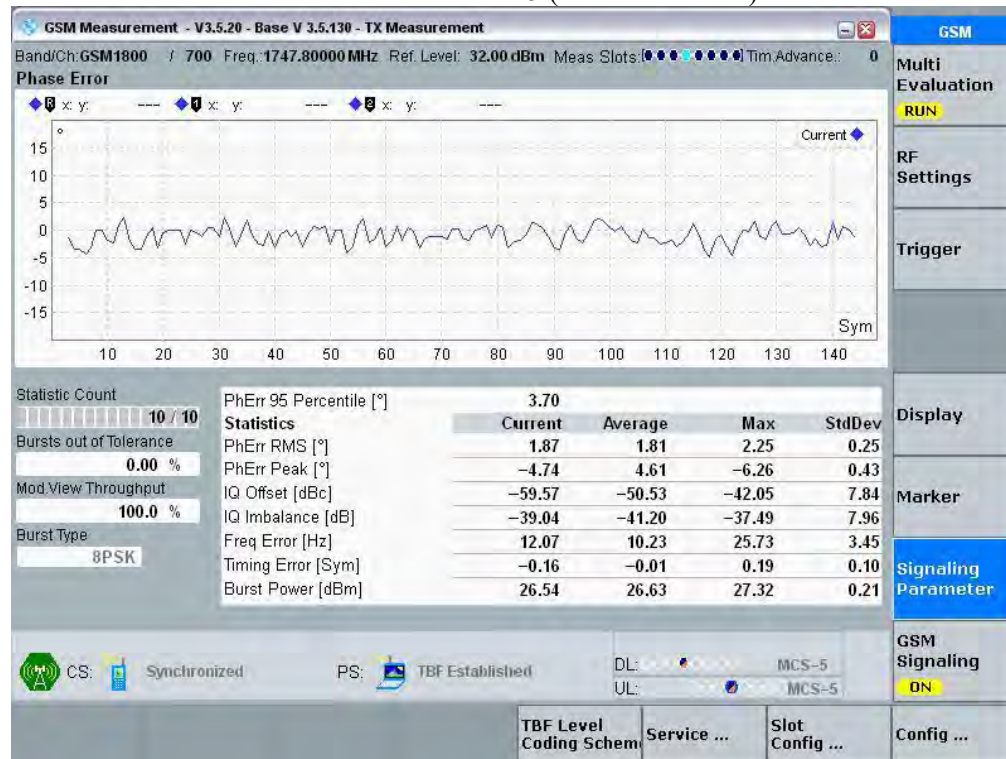 GSM Measurement - V3.5.20 - Base V 3.5.130 - TX Measurement
Band/Ch:GSM1800 / 700 Freq.:1747.80000 MHz Ref. Level: 32.00 dBm Meas Slots: Tim.Advance.: 0
Phase Error
R x: y: --- 1 x: y: --- 2 x: y: ---
° Current
15
10
5
0
-5
-10
-15
Sym
10 20 30 40 50 60 70 80 90 100 110 120 130 140
Statistic Count
10 / 10
Bursts out of Tolerance
0.00 %
Mod View Throughput
100.0 %
Burst Type
8PSK
PhErr 95 Percentile [°] 3.70
Statistics Current Average Max StdDev
PhErr RMS [°] 1.87 1.81 2.25 0.25
PhErr Peak [°] -4.74 4.61 -6.26 0.43
IQ Offset [dBc] -59.57 -50.53 -42.05 7.84
IQ Imbalance [dB] -39.04 -41.20 -37.49 7.96
Freq Error [Hz] 12.07 10.23 25.73 3.45
Timing Error [Sym] -0.16 -0.01 0.19 0.10
Burst Power [dBm] 26.54 26.63 27.32 0.21
CS: Synchronized PS: TBF Established DL: MCS-5
UL: MCS-5
TBF Level
Coding Schem
Service ...
Slot
Config ...
Config ...
GSM
Multi
Evaluation
RUN
RF
Settings
Trigger
Display
Marker
Signaling
Parameter
GSM
Signaling
ON